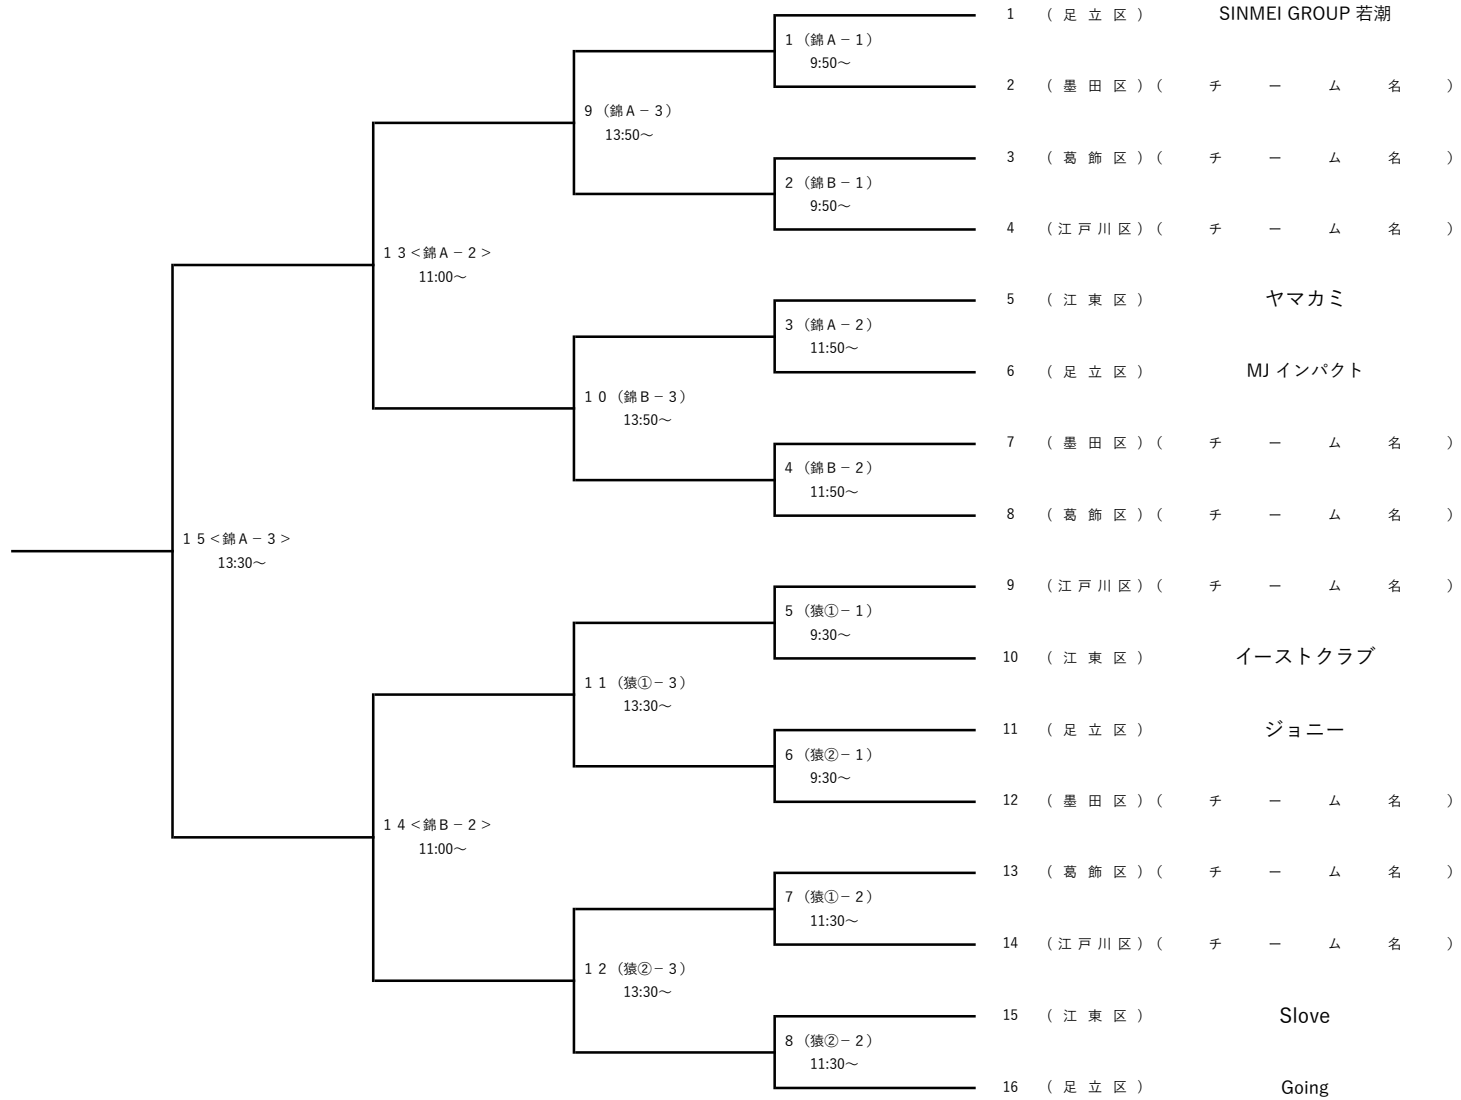 1 (足立区) SINMEI GROUP 若潮
1 (錦A－1)
9:50～
2 (墨田区) (チーム名)
9 (錦A－3)
13:50～
3 (葛飾区) (チーム名)
2 (錦B－1)
9:50～
4 (江戸川区) (チーム名)
13＜錦A－2＞
11:00～
5 (江東区) ヤマカミ
3 (錦A－2)
11:50～
6 (足立区) MJ インパクト
10 (錦B－3)
13:50～
7 (墨田区) (チーム名)
4 (錦B－2)
11:50～
8 (葛飾区) (チーム名)
15＜錦A－3＞
13:30～
9 (江戸川区) (チーム名)
5 (猿①－1)
9:30～
10 (江東区) イーストクラブ
11 (猿①－3)
13:30～
11 (足立区) ジョニー
6 (猿②－1)
9:30～
12 (墨田区) (チーム名)
14＜錦B－2＞
11:00～
13 (葛飾区) (チーム名)
7 (猿①－2)
11:30～
14 (江戸川区) (チーム名)
12 (猿②－3)
13:30～
15 (江東区) Slove
8 (猿②－2)
11:30～
16 (足立区) Going